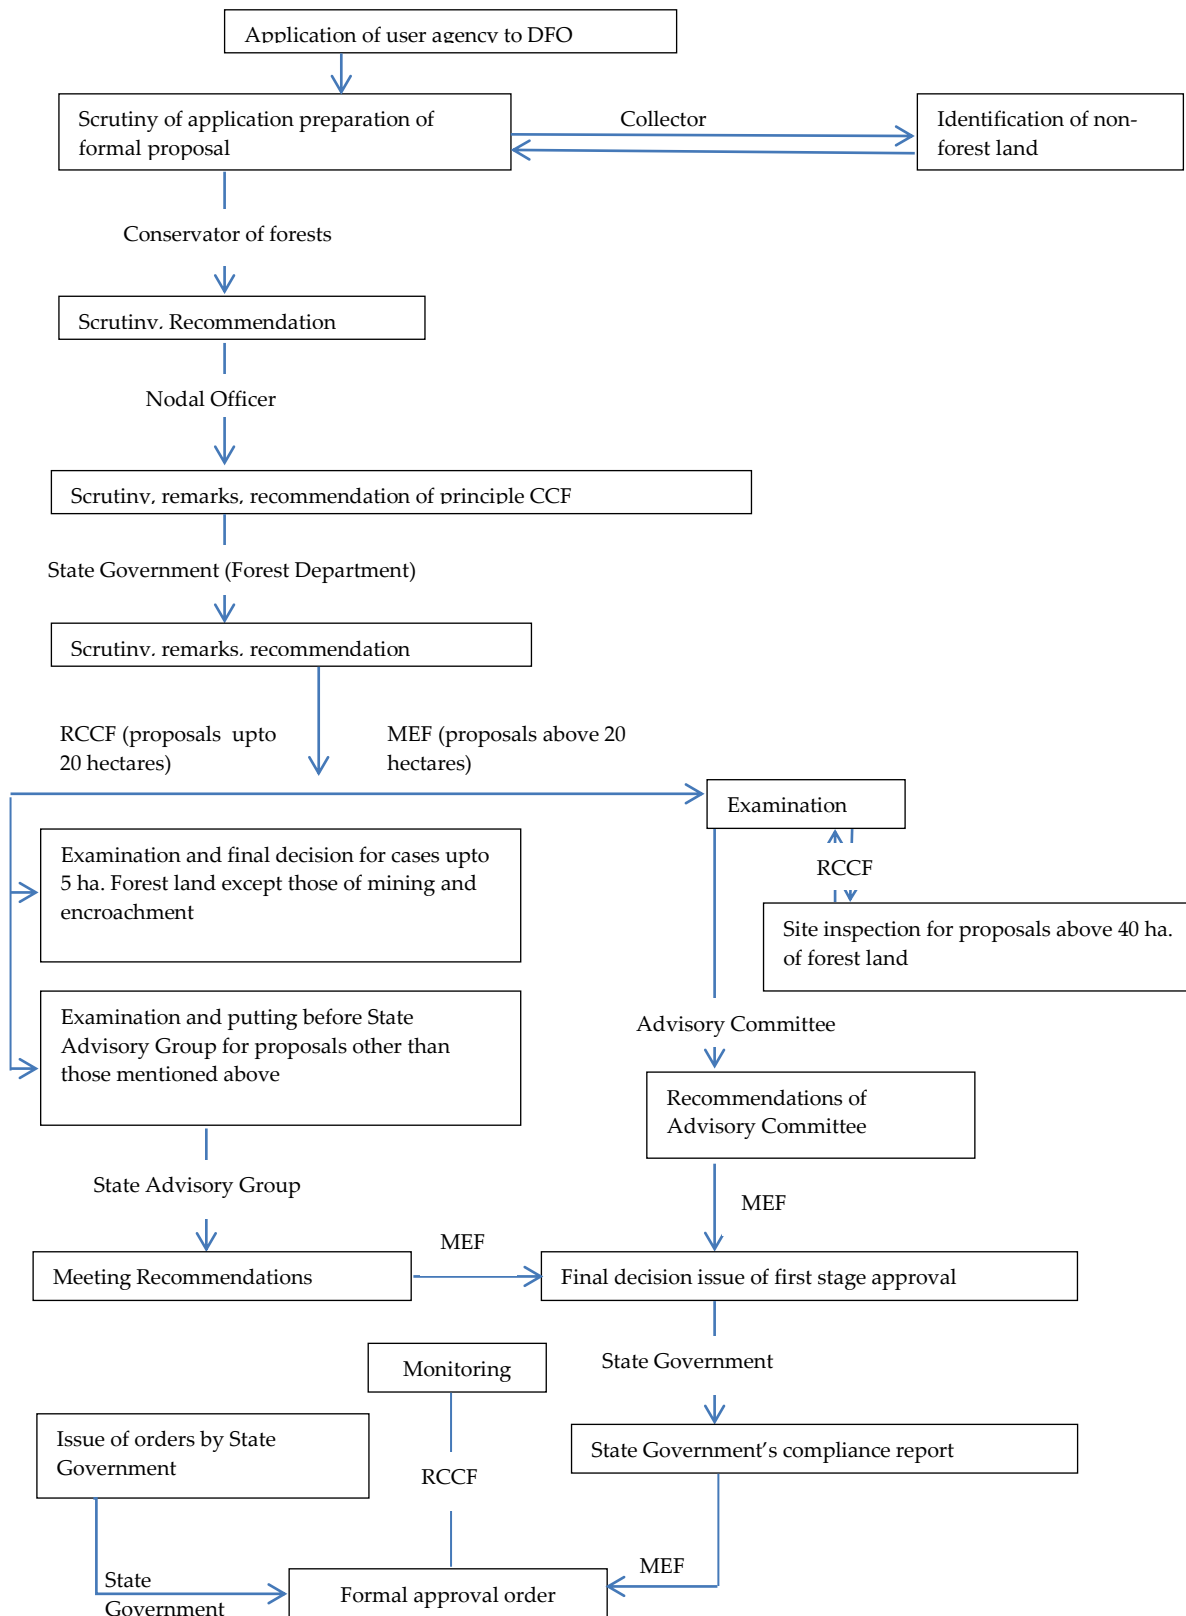 Application of user agency to DFO
Scrutiny of application preparation of
formal proposal
Collector
Identification of non-
forest land
Conservator of forests
Scrutiny. Recommendation
Nodal Officer
Scrutiny, remarks, recommendation of principle CCF
State Government (Forest Department)
Scrutiny, remarks, recommendation
RCCF (proposals upto
20 hectares)
MEF (proposals above 20
hectares)
Examination
Examination and final decision for cases upto
5 ha. Forest land except those of mining and
encroachment
RCCF
Site inspection for proposals above 40 ha.
of forest land
Examination and putting before State
Advisory Group for proposals other than
those mentioned above
Advisory Committee
Recommendations of
Advisory Committee
State Advisory Group
MEF
Meeting Recommendations
MEF
Final decision issue of first stage approval
State Government
Monitoring
Issue of orders by State
Government
State Government's compliance report
RCCF
MEF
State
Government
Formal approval order